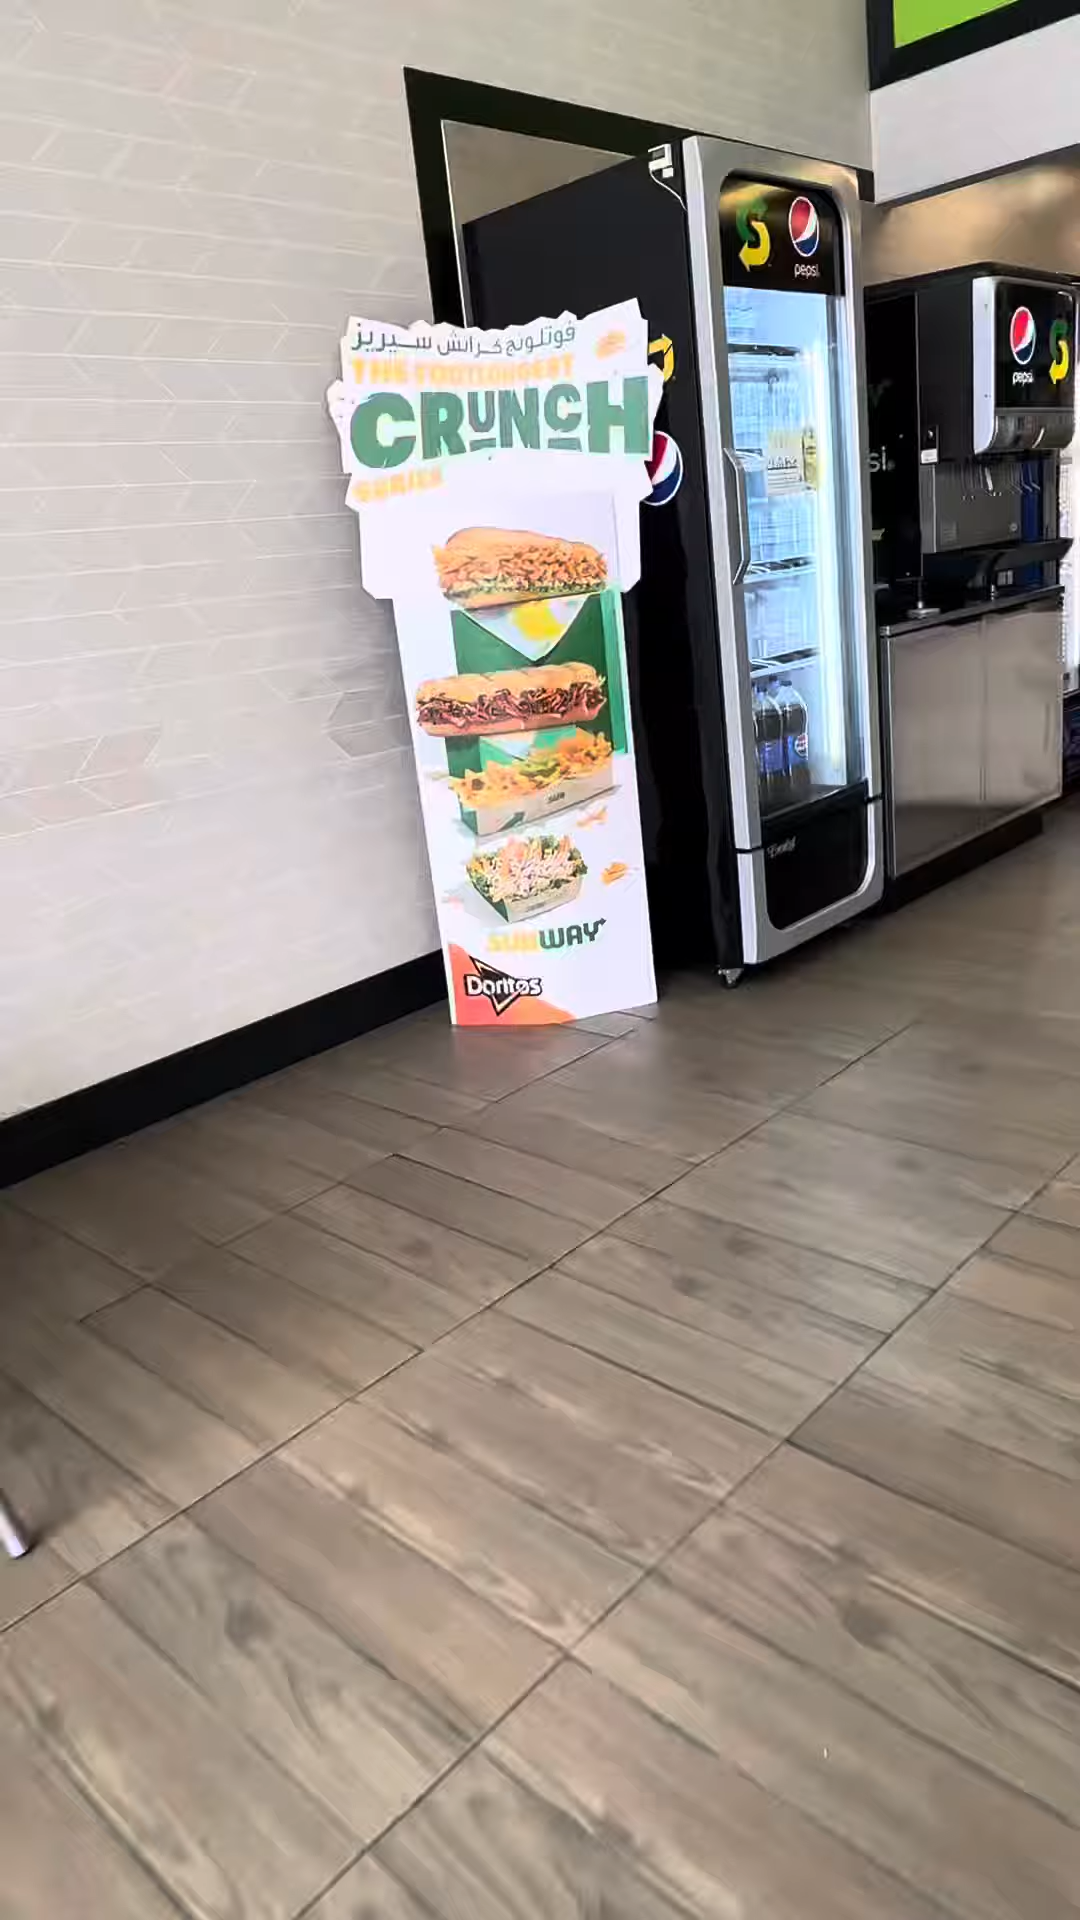 فوتلونج كرانش سيريز
THE FOOTLONGEST
CRUNCH
SERIES
SUBWAY
Doritos
pepsi
pepsi